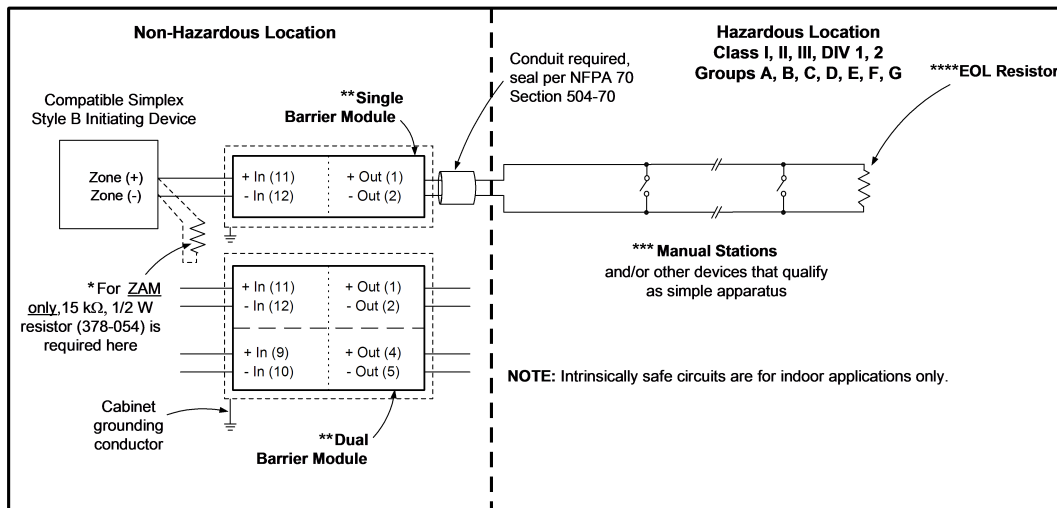 Non-Hazardous Location
Hazardous Location
Class I, II, III, DIV 1, 2
Groups A, B, C, D, E, F, G
Conduit required,
seal per NFPA 70
Section 504-70
****EOL Resistor
Compatible Simplex
Style B Initiating Device
**Single
Barrier Module
Zone (+)
Zone (-)
+ In (11)
- In (12)
+ Out (1)
- Out (2)
*** Manual Stations
and/or other devices that qualify
as simple apparatus
*For ZAM
only,15 kΩ, 1/2 W
resistor (378-054) is
required here
+ In (11)
- In (12)
+ Out (1)
- Out (2)
+ In (9)
- In (10)
+ Out (4)
- Out (5)
NOTE: Intrinsically safe circuits are for indoor applications only.
Cabinet
grounding
conductor
**Dual
Barrier Module